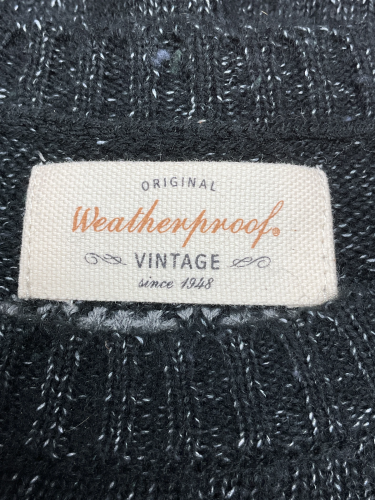 ORIGINAL
Weatherproof®
VINTAGE
since 1948